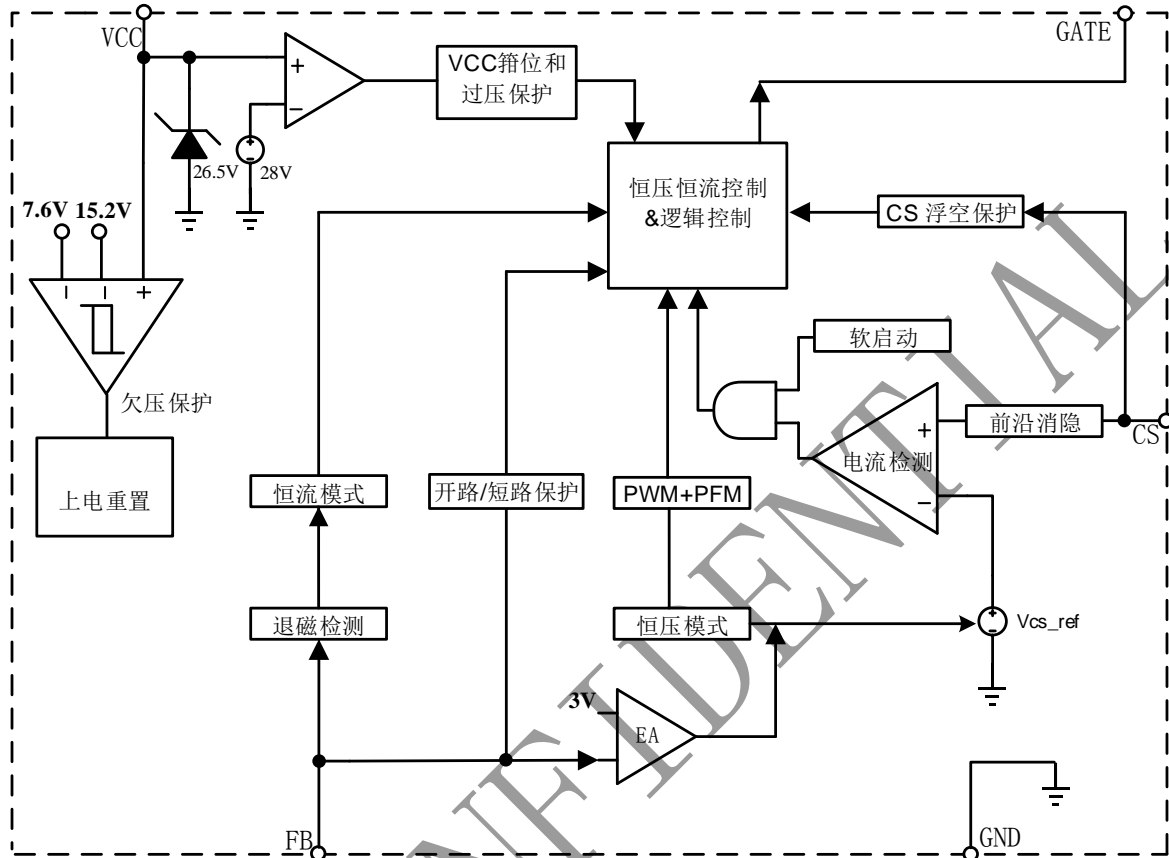 VCC
GATE
VCC箝位和
过压保护
26.5V
28V
7.6V 15.2V
恒压恒流控制
&逻辑控制
CS 浮空保护
软启动
欠压保护
上电重置
前沿消隐
CS
电流检测
恒流模式
开路/短路保护
PWM+PFM
退磁检测
恒压模式
Vcs_ref
3V
EA
FB
GND
NFIDENTIAL